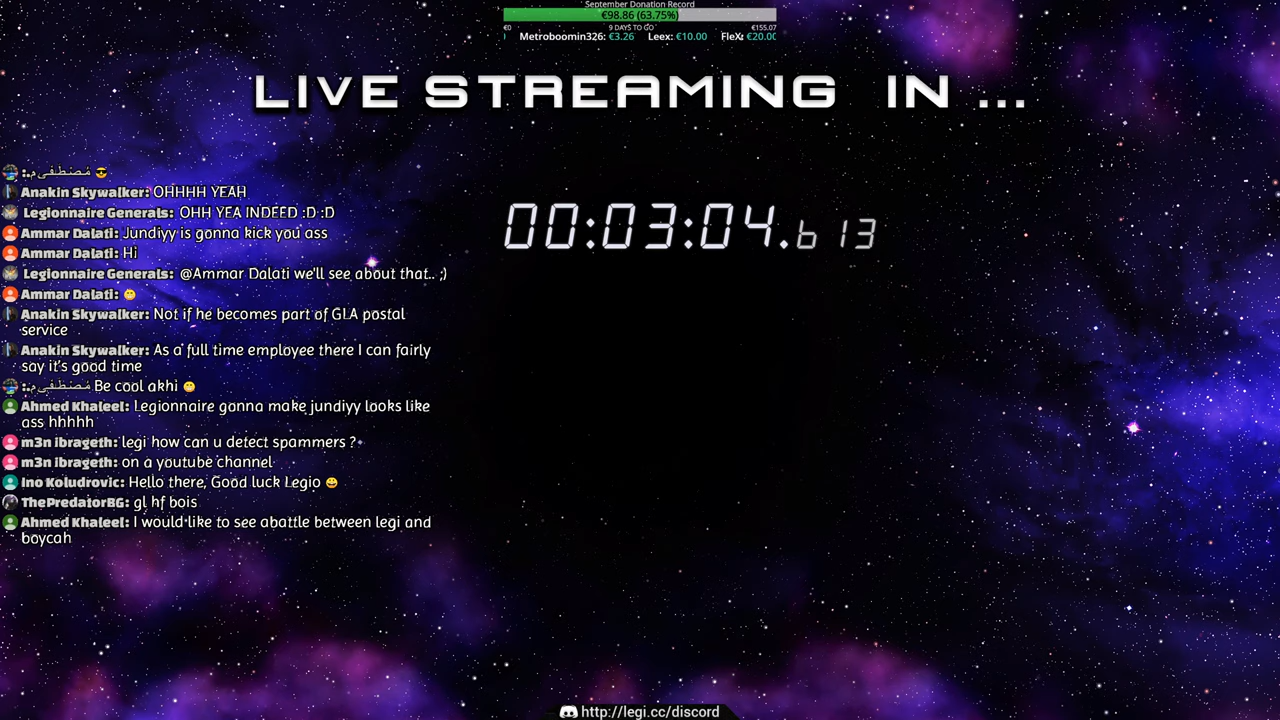 September Donation Record
€98.86 (63.75%)
€0 9 DAYS TO GO €155.07
Metroboomin326: €3.26 Leex: €10.00 FleX: €20.00
LIVE STREAMING IN ...
00:03:04.613
😎
Anakin Skywalker: OHHHH YEAH
Legionnaire Generals: OHH YEA INDEED :D :D
Ammar Dalati: Jundiyy is gonna kick you ass
Ammar Dalati: Hi
Legionnaire Generals: @Ammar Dalati we'll see about that.. ;)
Ammar Dalati: 😬
Anakin Skywalker: Not if he becomes part of GLA postal
service
Anakin Skywalker: As a full time employee there I can fairly
say it's good time
Be cool akhi 😬
Ahmed Khaleel: Legionnaire gonna make jundiyy looks like
ass hhhhh
m3n ibrageth: legi how can u detect spammers ?
m3n ibrageth: on a youtube channel
Ino Koludrovic: Hello there, Good luck Legio 😀
ThePredatorBG: gl hf bois
Ahmed Khaleel: I would like to see abattle between legi and
boycah
http://legi.cc/discord